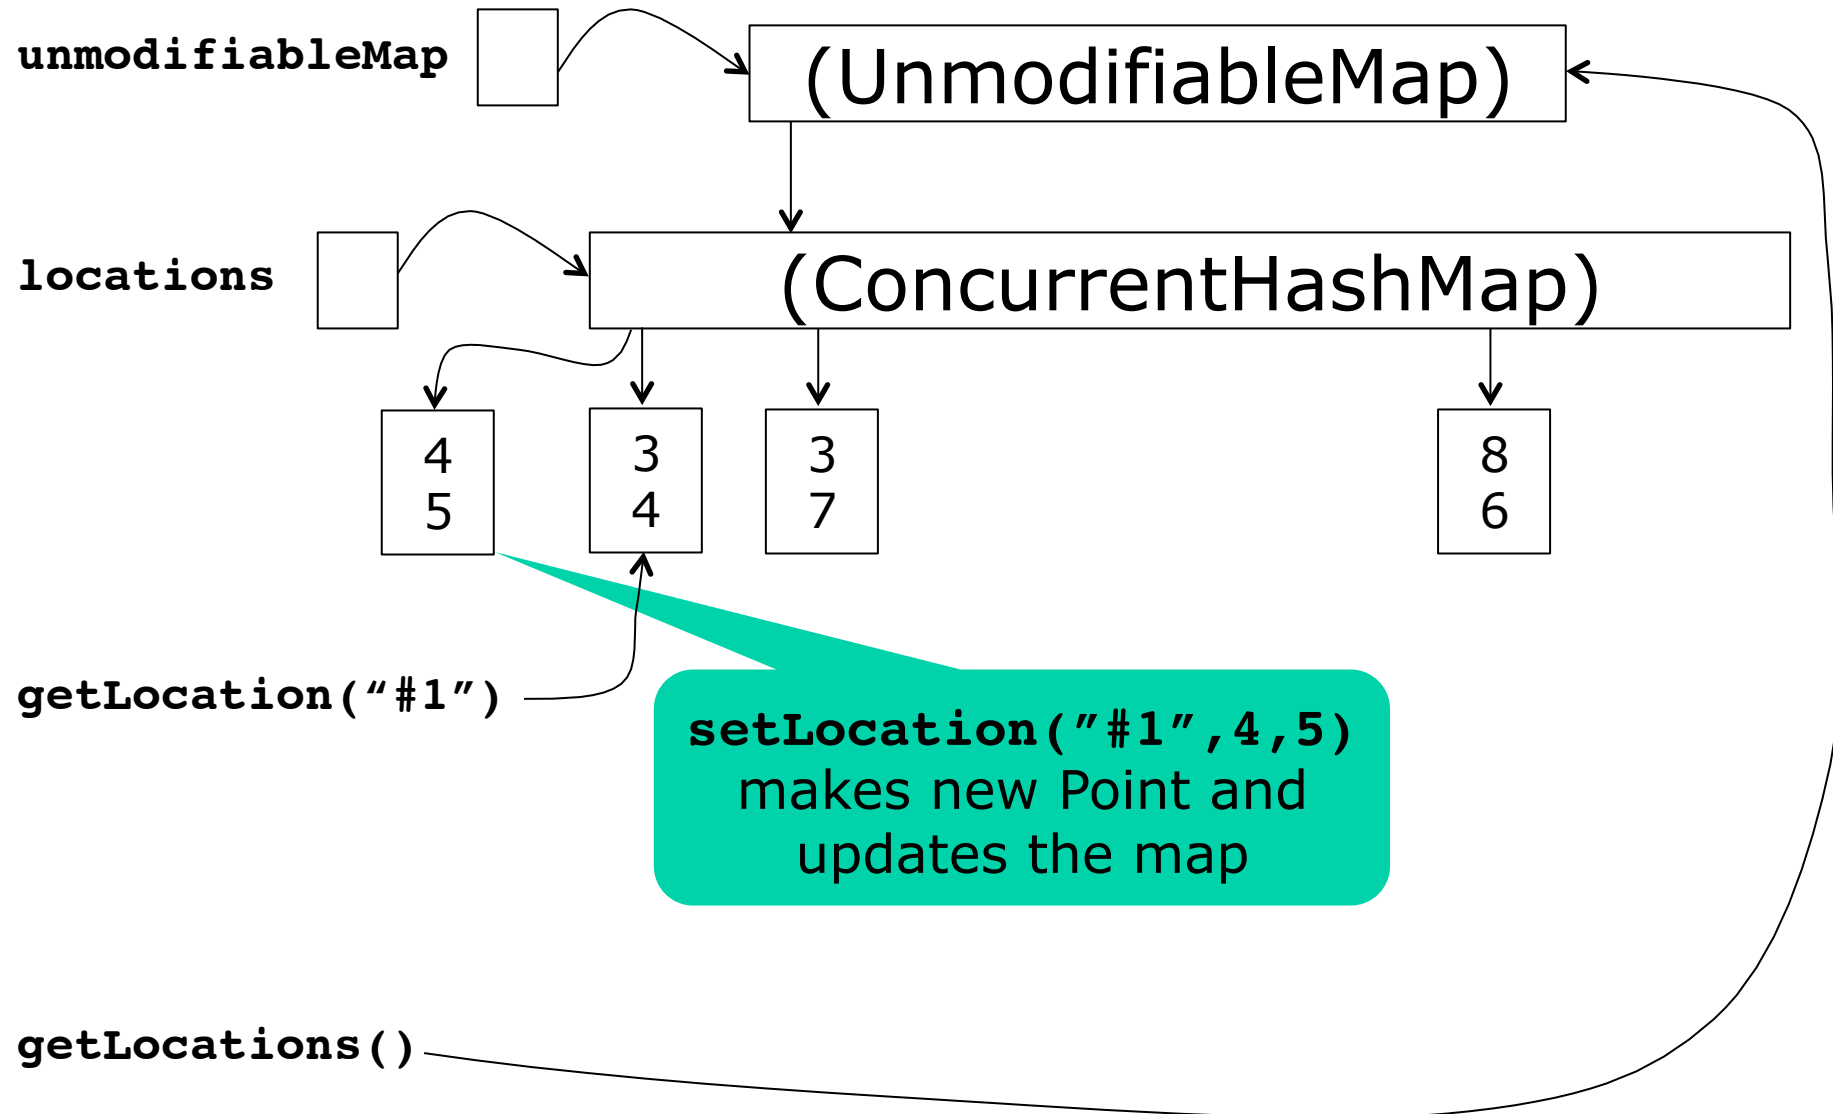 unmodifiableMap
(UnmodifiableMap)
locations
(ConcurrentHashMap)
4
5
3
4
3
7
8
6
getLocation(“#1”)
setLocation(”#1”,4,5)
makes new Point and
updates the map
getLocations()